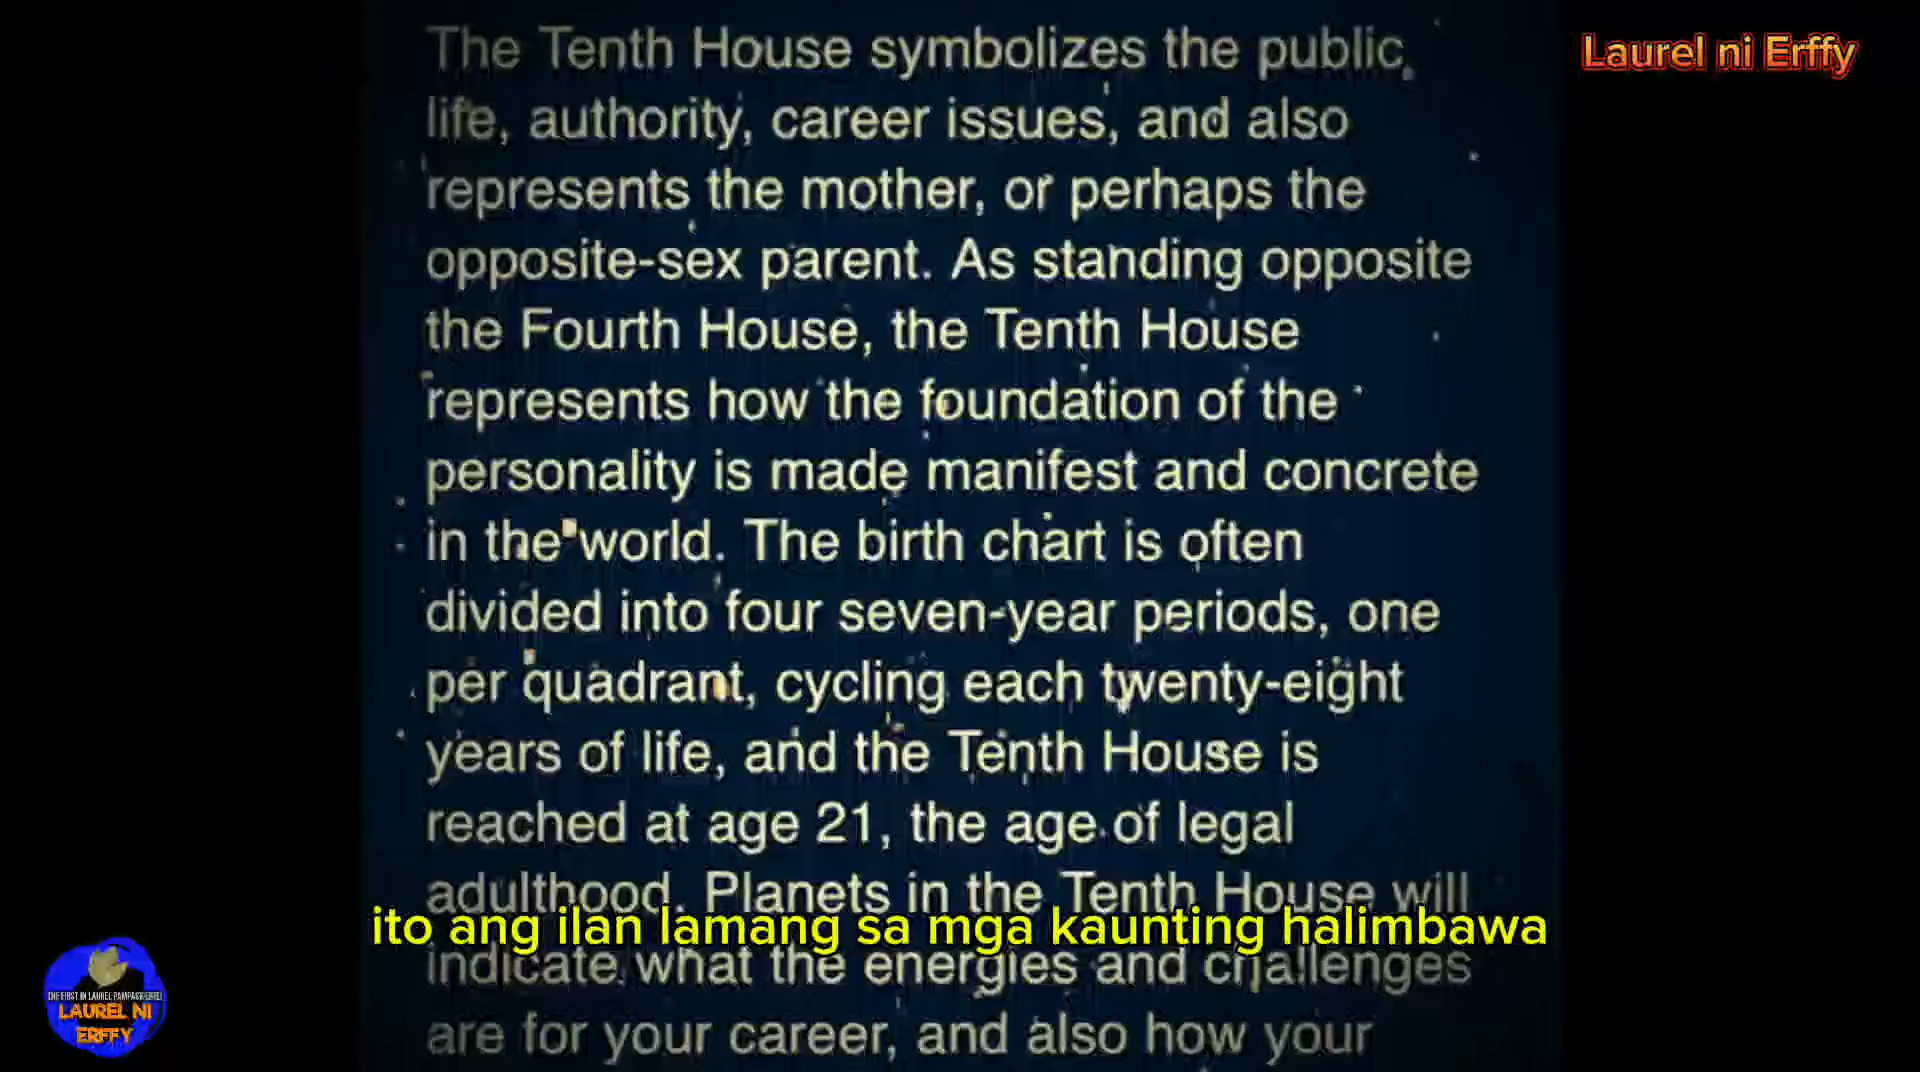 The Tenth House symbolizes the public
Laurel ni Erffy
life, authority, career issues, and also
represents the mother, or perhaps the
opposite-sex parent. As standing opposite
the Fourth House, the Tenth House
represents how the foundation of the
personality is made manifest and concrete
in the world. The birth chart is often
divided into four seven-year periods, one
per quadrant, cycling each twenty-eight
years of life, and the Tenth House is
reached at age 21, the age of legal
adulthood. Planets in the Tenth House will
ito ang ilan lamang sa mga kaunting halimbawa
indicate what the energies and challenges
are for your career, and also how your
LAUREL NI
ERFFY